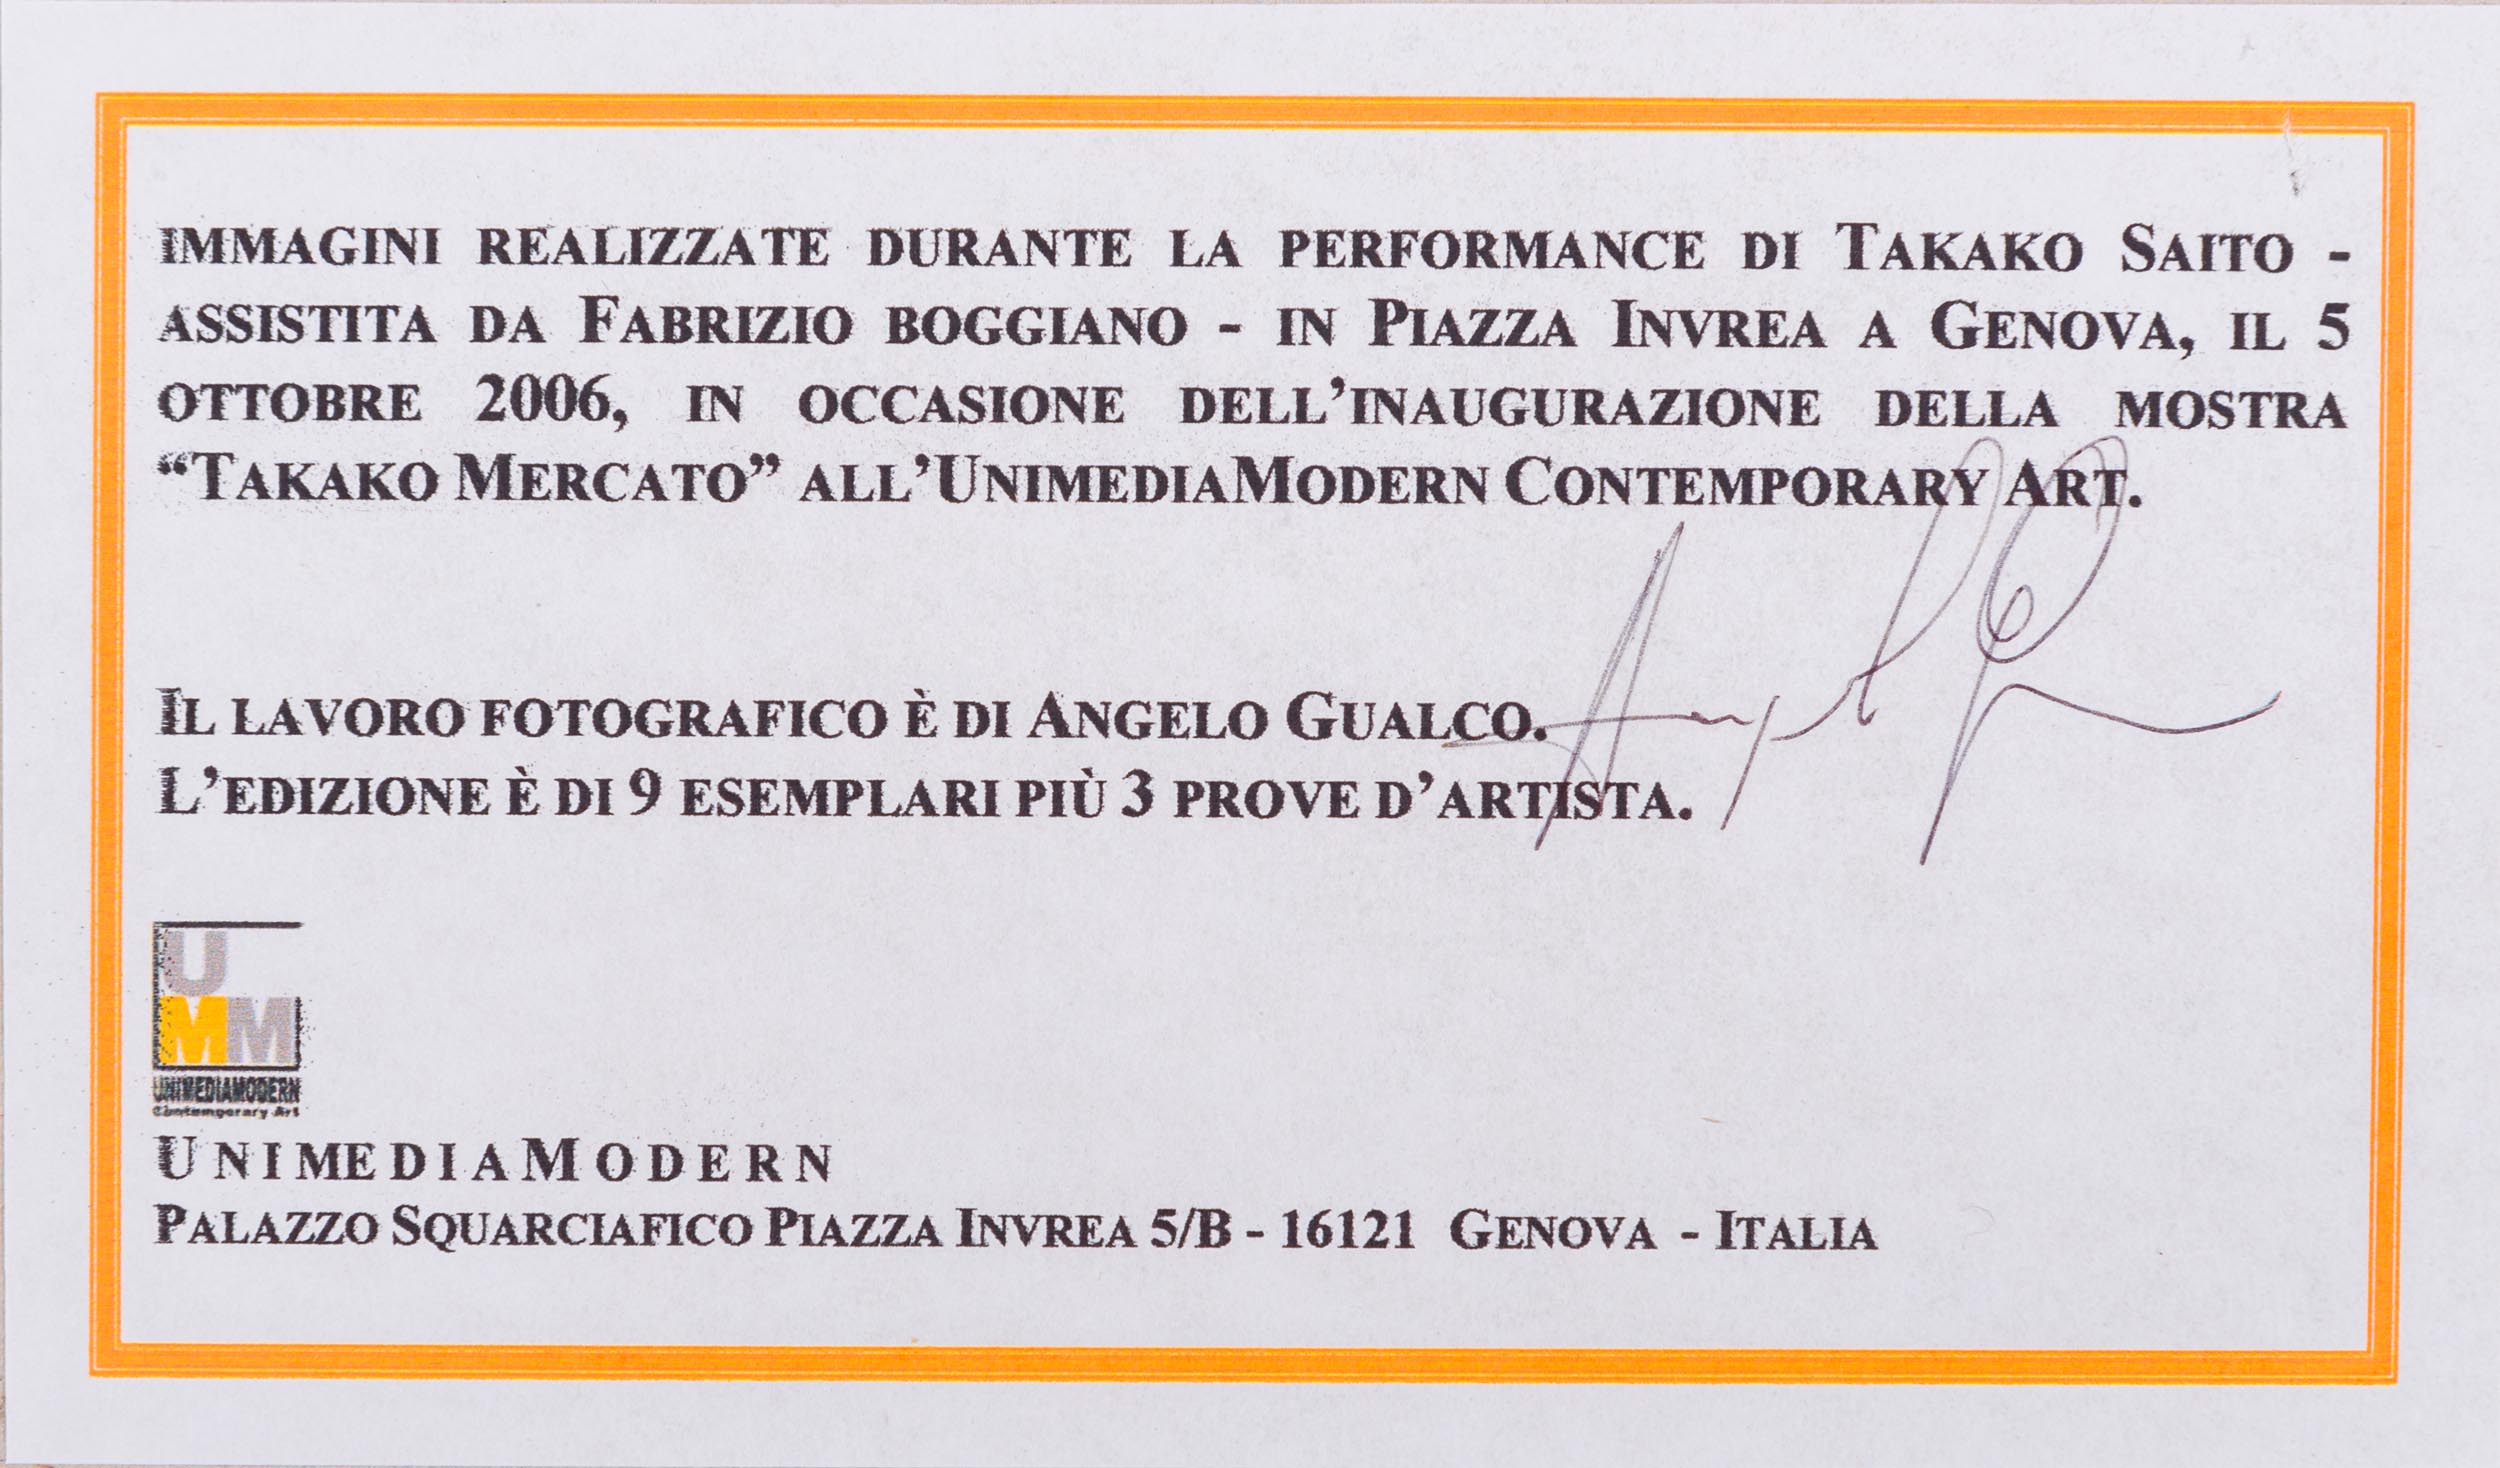 IMMAGINI REALIZZATE DURANTE LA PERFORMANCE DI TAKAKO SAITO -
ASSISTITA DA FABRIZIO BOGGIANO - IN PIAZZA INVREA A GENOVA, IL 5
OTTOBRE 2006, IN OCCASIONE DELL’INAUGURAZIONE DELLA MOSTRA
“TAKAKO MERCATO” ALL’UNIMEDIAMODERN CONTEMPORARY ART.
IL LAVORO FOTOGRAFICO È DI ANGELO GUALCO.
L’EDIZIONE È DI 9 ESEMPLARI PIÙ 3 PROVE D’ARTISTA.
U
MM
UNIMEDIAMODERN
Contemporary Art
UNIMEDIAMODERN
PALAZZO SQUARCIAFICO PIAZZA INVREA 5/B - 16121 GENOVA - ITALIA